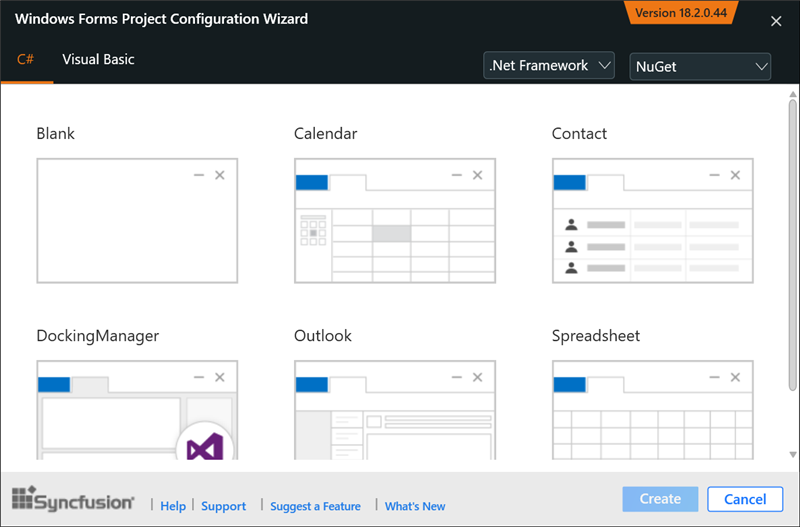 Windows Forms Project Configuration Wizard
Version 18.2.0.44
C#
Visual Basic
.Net Framework
NuGet
Blank
Calendar
Contact
DockingManager
Outlook
Spreadsheet
Syncfusion
Help
Support
Suggest a Feature
What's New
Create
Cancel